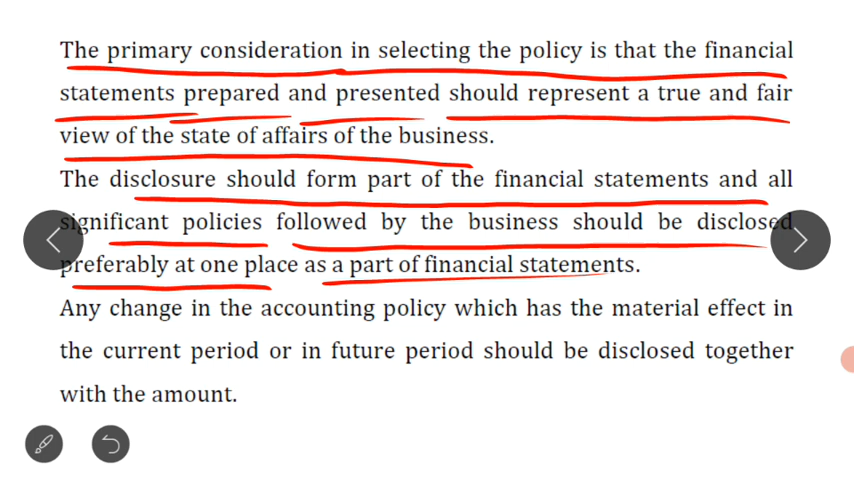 The primary consideration in selecting the policy is that the financial
statements prepared and presented should represent a true and fair
view of the state of affairs of the business.
The disclosure should form part of the financial statements and all
significant policies followed by the business should be disclosed
preferably at one place as a part of financial statements.
Any change in the accounting policy which has the material effect in
the current period or in future period should be disclosed together
with the amount.